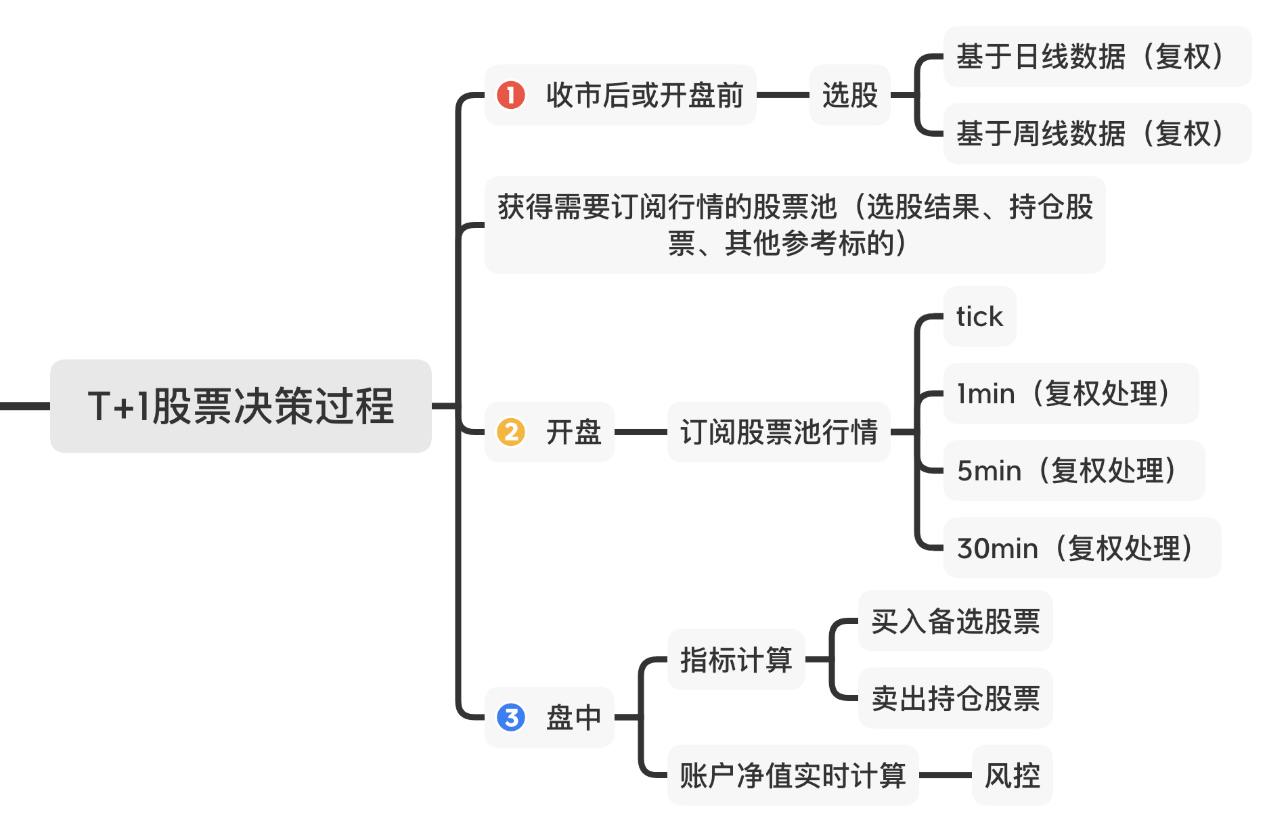 T+1股票决策过程
1 收市后或开盘前
选股
基于日线数据（复权）
基于周线数据（复权）
获得需要订阅行情的股票池（选股结果、持仓股
票、其他参考标的）
2 开盘
订阅股票池行情
tick
1min（复权处理）
5min（复权处理）
30min（复权处理）
3 盘中
指标计算
买入备选股票
卖出持仓股票
账户净值实时计算
风控